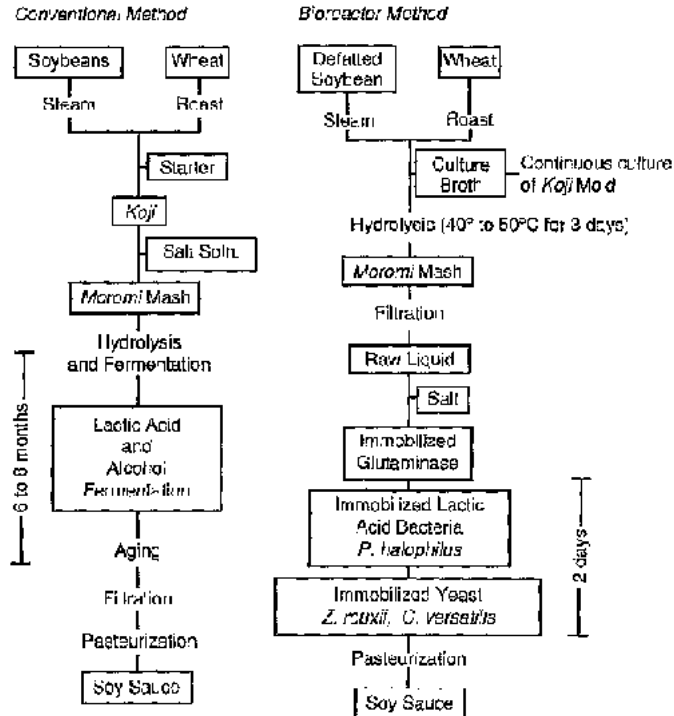 Conventional Method
Soybeans
Wheat
Steam
Roast
Starter
Koji
Salt Soln.
Moromi Mash
Hydrolysis
and Fermentation
6 to 8 months
Lactic Acid
and
Alcohol
Fermentation
Aging
Filtration
Pasteurization
Soy Sauce
Bioreactor Method
Defatted
Soybean
Wheat
Steam
Roast
Culture
Broth
Continuous culture
of Koji Mold
Hydrolysis (40° to 50°C for 3 days)
Moromi Mash
Filtration
Raw Liquid
Salt
Immobilized
Glutaminase
Immobilized Lactic
Acid Bacteria
P. halophilus
2 days
Immobilized Yeast
Z. rouxii, C. versatilis
Pasteurization
Soy Sauce